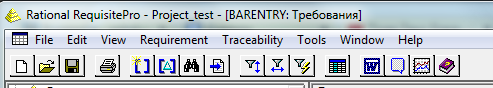 Rational RequisitePro - Project_test - [BARENTRY: Требования]
File Edit View Requirement Traceability Tools Window Help
W